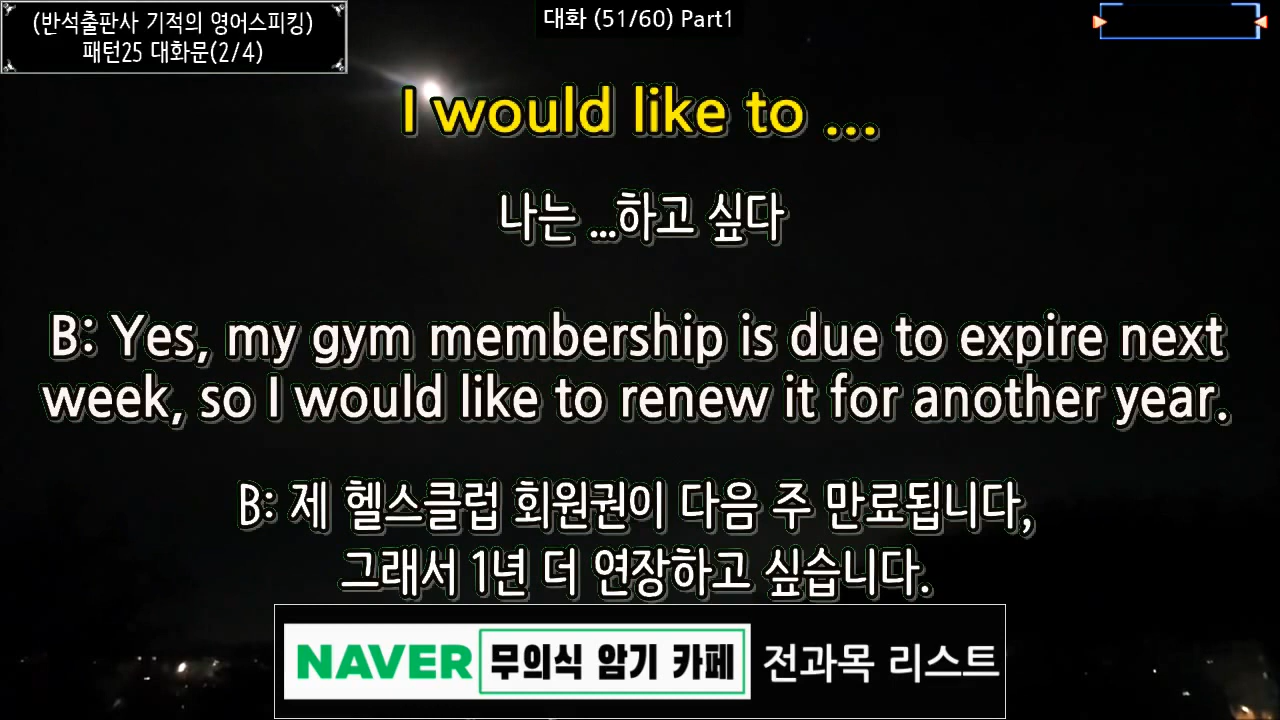 (반석출판사 기적의 영어스피킹)
패턴25 대화문(2/4)
대화 (51/60) Part1
I would like to ...
나는 ...하고 싶다
B: Yes, my gym membership is due to expire next
week, so I would like to renew it for another year.
B: 제 헬스클럽 회원권이 다음 주 만료됩니다,
그래서 1년 더 연장하고 싶습니다.
NAVER 무의식 암기 카페 전과목 리스트